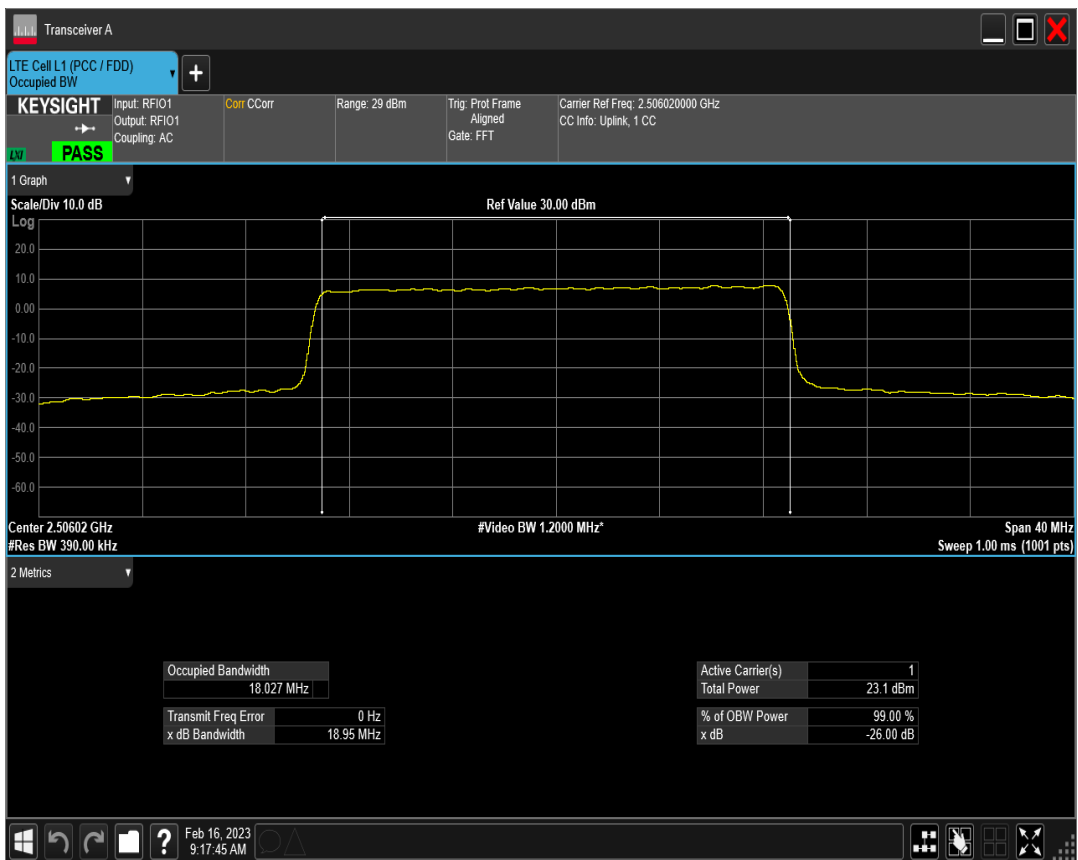 Transceiver A
LTE Cell L1 (PCC / FDD)
Occupied BW
+
KEYSIGHT
LXI
PASS
Input: RFIO1
Output: RFIO1
Coupling: AC
Corr CCorr
Range: 29 dBm
Trig: Prot Frame
Aligned
Gate: FFT
Carrier Ref Freq: 2.506020000 GHz
CC Info: Uplink, 1 CC
1 Graph
Scale/Div 10.0 dB
Ref Value 30.00 dBm
Log
20.0
10.0
0.00
-10.0
-20.0
-30.0
-40.0
-50.0
-60.0
Center 2.50602 GHz
#Video BW 1.2000 MHz*
Span 40 MHz
#Res BW 390.00 kHz
Sweep 1.00 ms (1001 pts)
2 Metrics
Occupied Bandwidth
18.027 MHz
Transmit Freq Error 0 Hz
x dB Bandwidth 18.95 MHz
Active Carrier(s) 1
Total Power 23.1 dBm
% of OBW Power 99.00 %
x dB -26.00 dB
?
Feb 16, 2023
9:17:45 AM